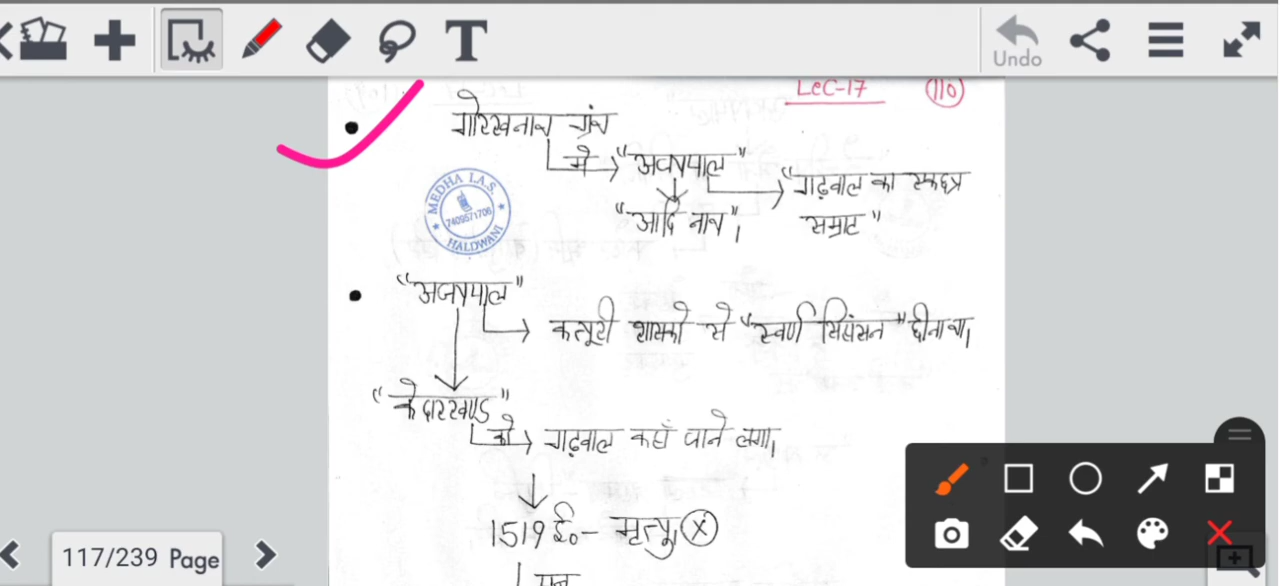 Undo
LeC-17 (110)
• गोरखनाथ ग्रंथ
में → "अजयपाल" → "गढ़वाल का एकछत्र
"आदि नाथ"। सम्राट"
MEDHA I.A.S.
7409571706
HALDWANI
• "अजयपाल"
→ कत्यूरी शासकों से "स्वर्ण सिंहासन" छीना था।
"केदारखण्ड"
को → गढ़वाल कहाँ जाने लगा।
1519 ई०- मृत्यु (X)
117/239 Page